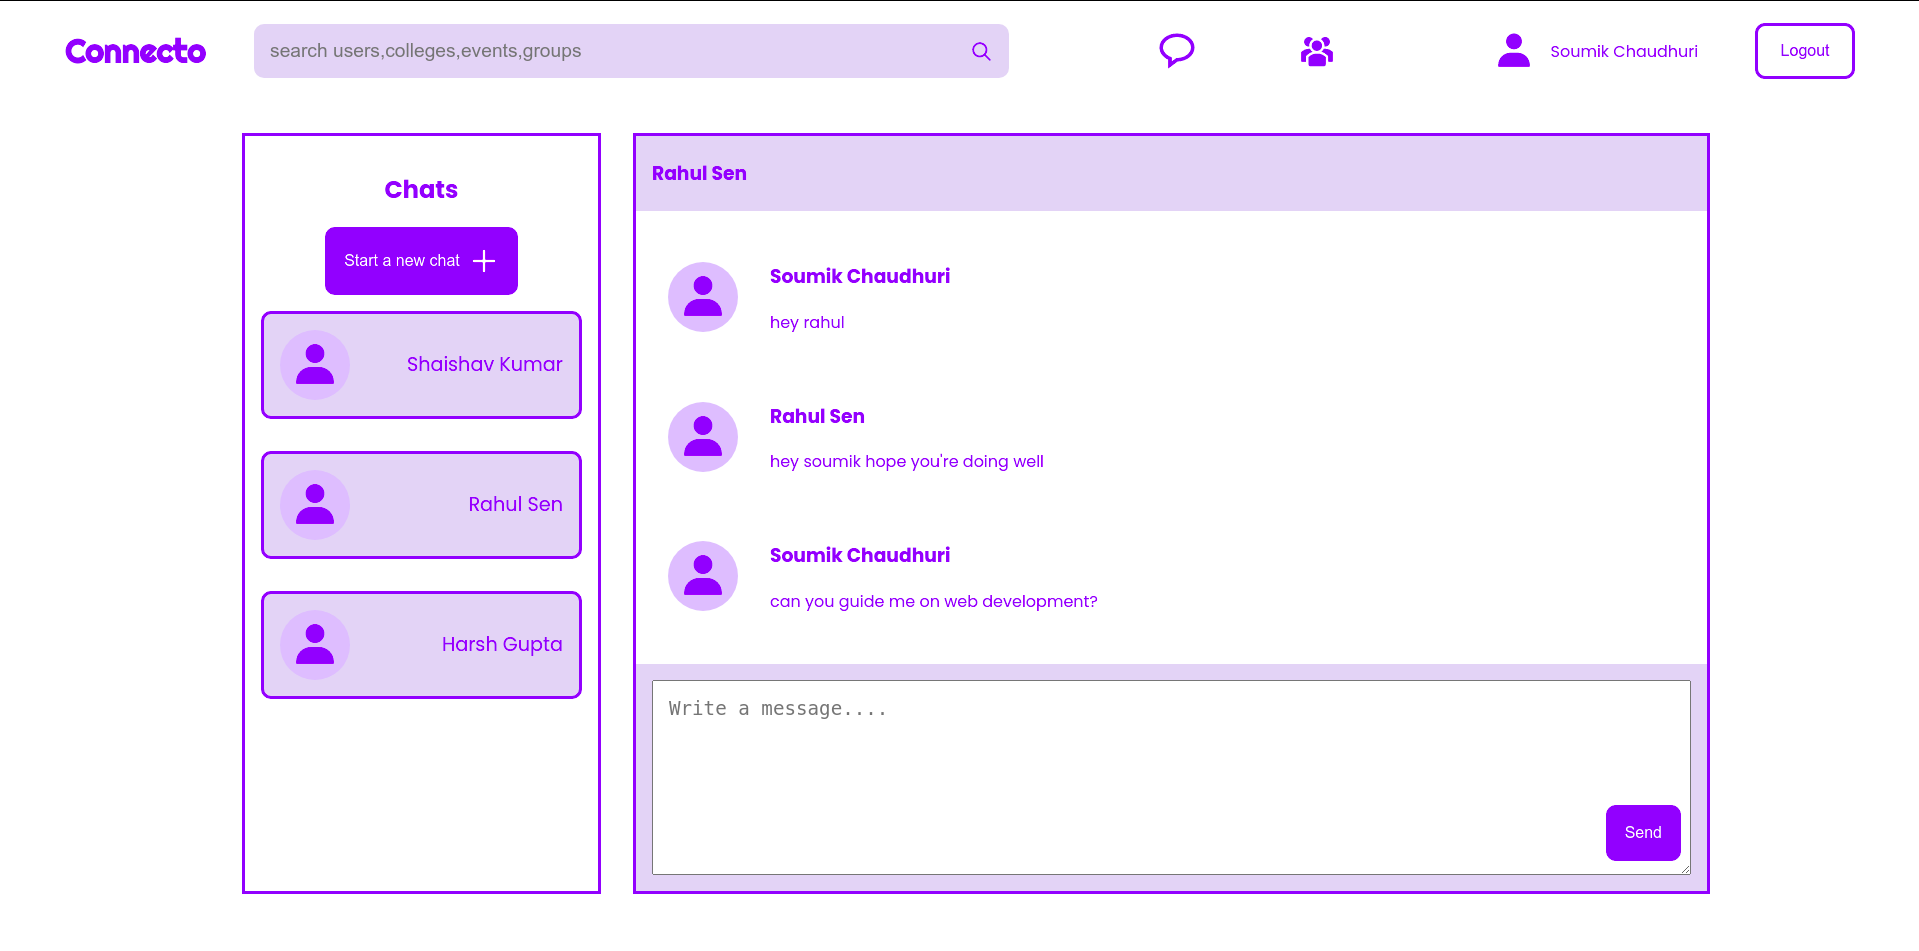 Connecto
search users,colleges,events,groups
Soumik Chaudhuri
Logout
Chats
Start a new chat
Shaishav Kumar
Rahul Sen
Harsh Gupta
Rahul Sen
Soumik Chaudhuri
hey rahul
Rahul Sen
hey soumik hope you're doing well
Soumik Chaudhuri
can you guide me on web development?
Write a message....
Send